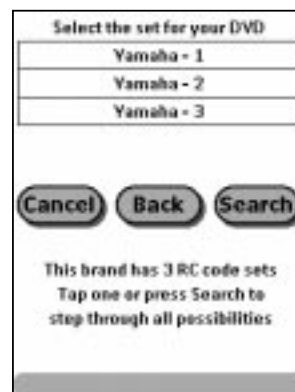 Select the set for your DVD
Yamaha - 1
Yamaha - 2
Yamaha - 3
Cancel Back Search
This brand has 3 RC code sets
Tap one or press Search to
step through all possibilities